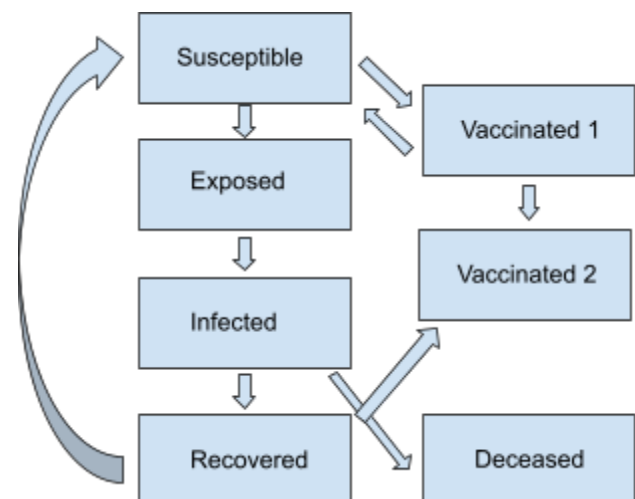 Susceptible
Vaccinated 1
Exposed
Vaccinated 2
Infected
Recovered
Deceased